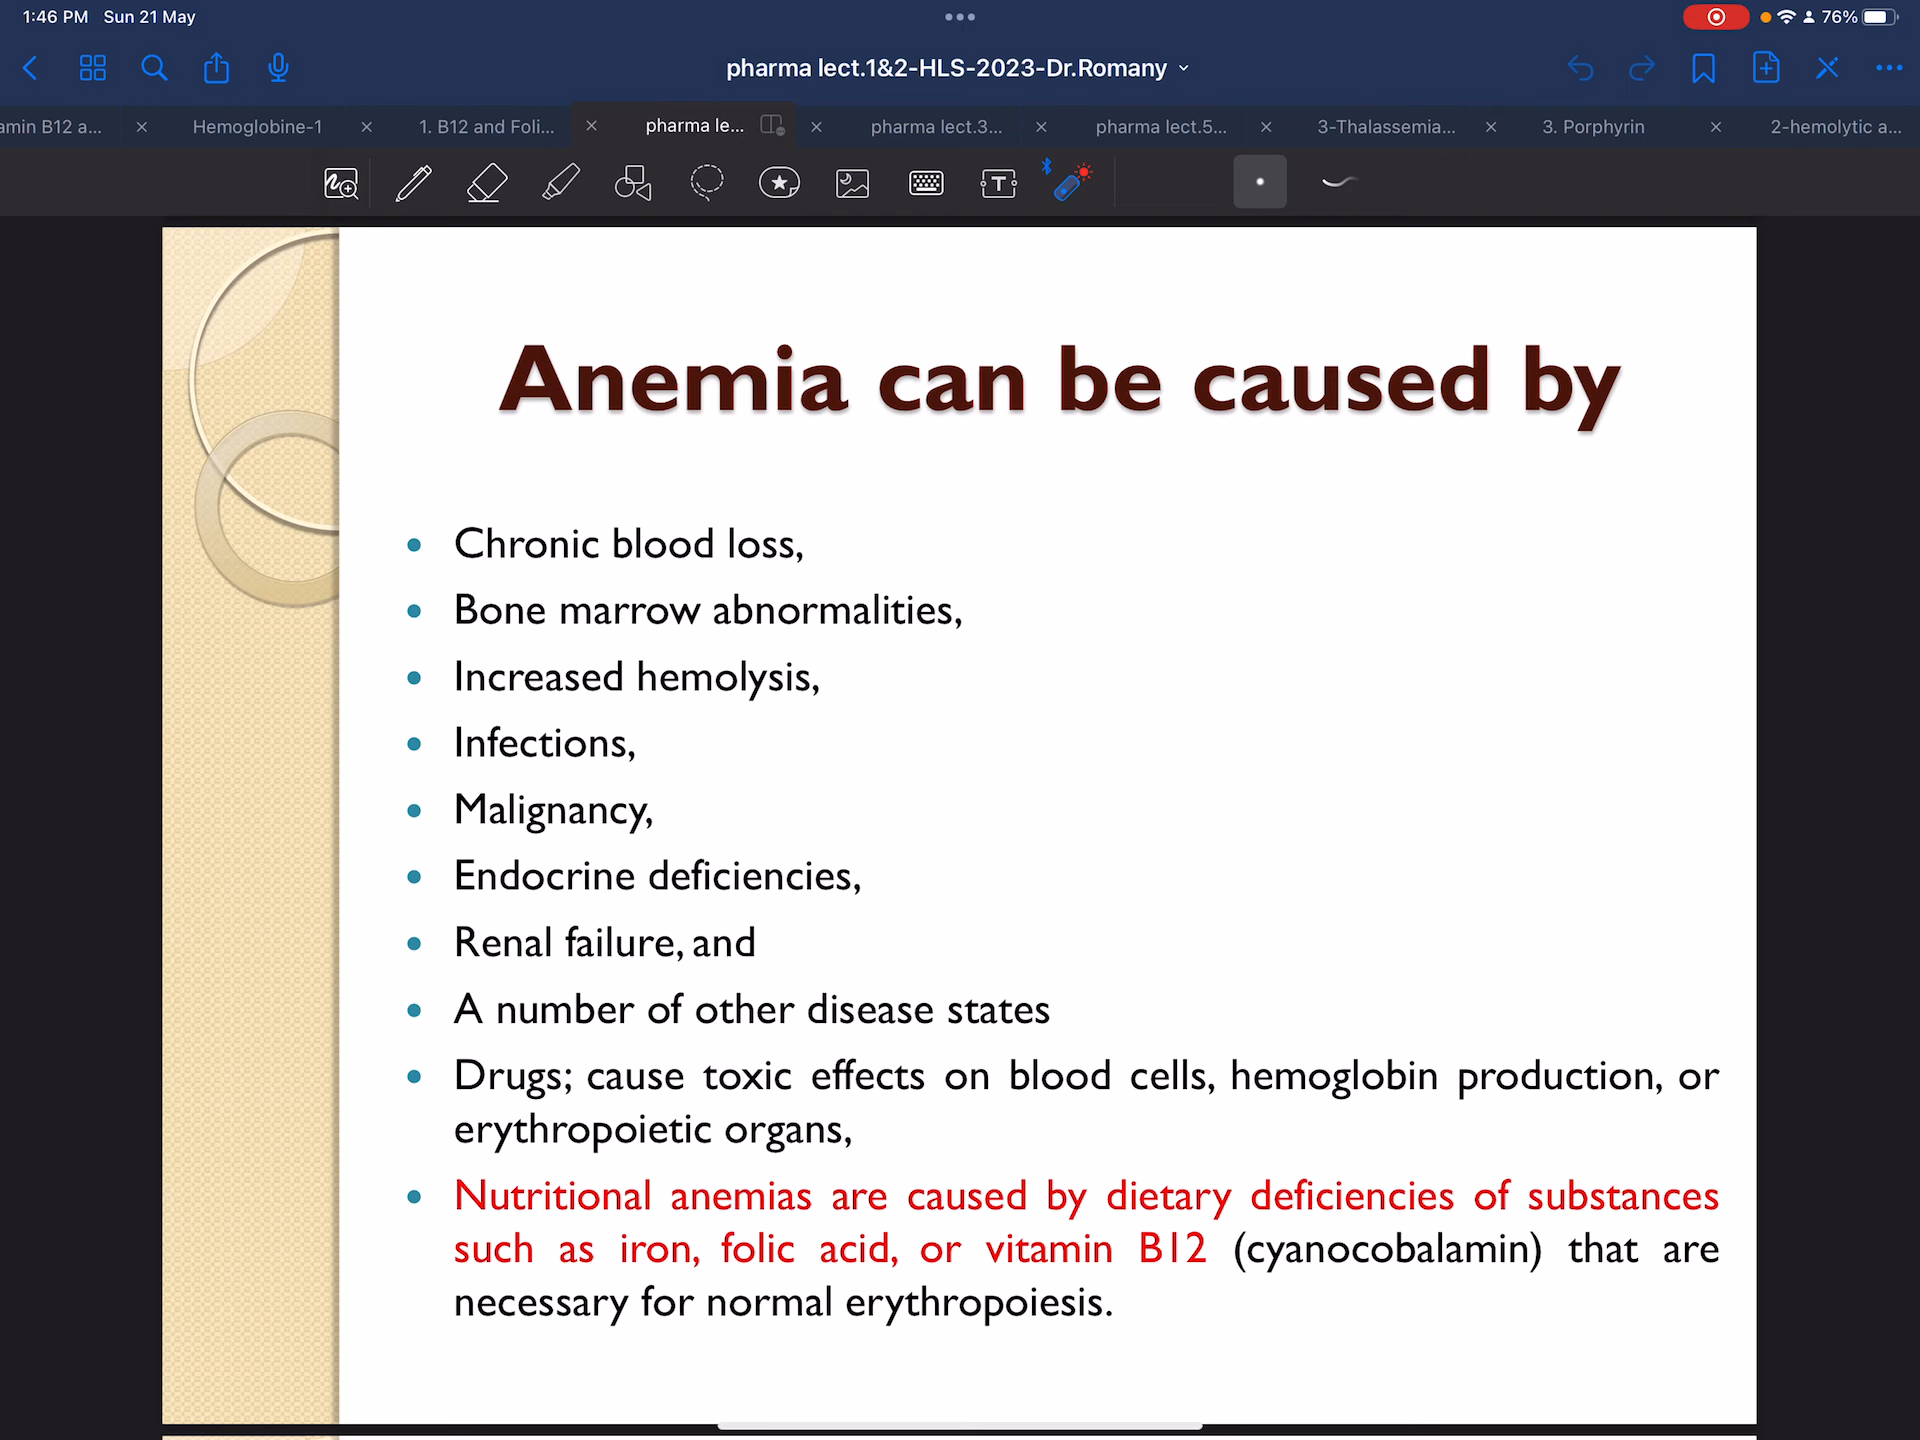 1:46 PM Sun 21 May
76%
pharma lect.1&2-HLS-2023-Dr.Romany
amin B12 a...
Hemoglobine-1
1. B12 and Foli...
pharma le...
pharma lect.3...
pharma lect.5...
3-Thalassemia...
3. Porphyrin
2-hemolytic a...
Anemia can be caused by
• Chronic blood loss,
• Bone marrow abnormalities,
• Increased hemolysis,
• Infections,
• Malignancy,
• Endocrine deficiencies,
• Renal failure, and
• A number of other disease states
• Drugs; cause toxic effects on blood cells, hemoglobin production, or
erythropoietic organs,
• Nutritional anemias are caused by dietary deficiencies of substances
such as iron, folic acid, or vitamin B12 (cyanocobalamin) that are
necessary for normal erythropoiesis.